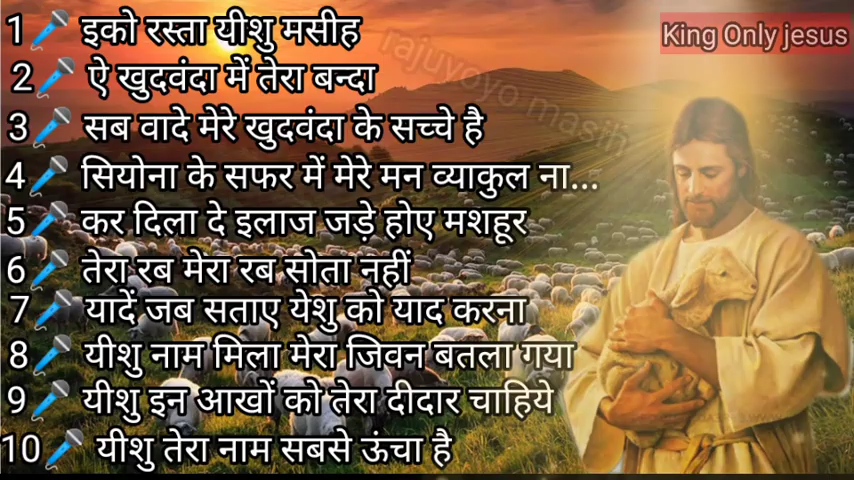 King Only jesus
rajuyoyo masih
1🎤 इको रस्ता यीशु मसीह
2🎤 ऐ खुदवंदा में तेरा बन्दा
3🎤 सब वादे मेरे खुदवंदा के सच्चे है
4🎤 सियोना के सफर में मेरे मन व्याकुल ना...
5🎤 कर दिला दे इलाज जड़े होए मशहूर
6🎤 तेरा रब मेरा रब सोता नहीं
7🎤 यादें जब सताए येशु को याद करना
8🎤 यीशु नाम मिला मेरा जिवन बतला गया
9🎤 यीशु इन आखों को तेरा दीदार चाहिये
10🎤 यीशु तेरा नाम सबसे ऊंचा है